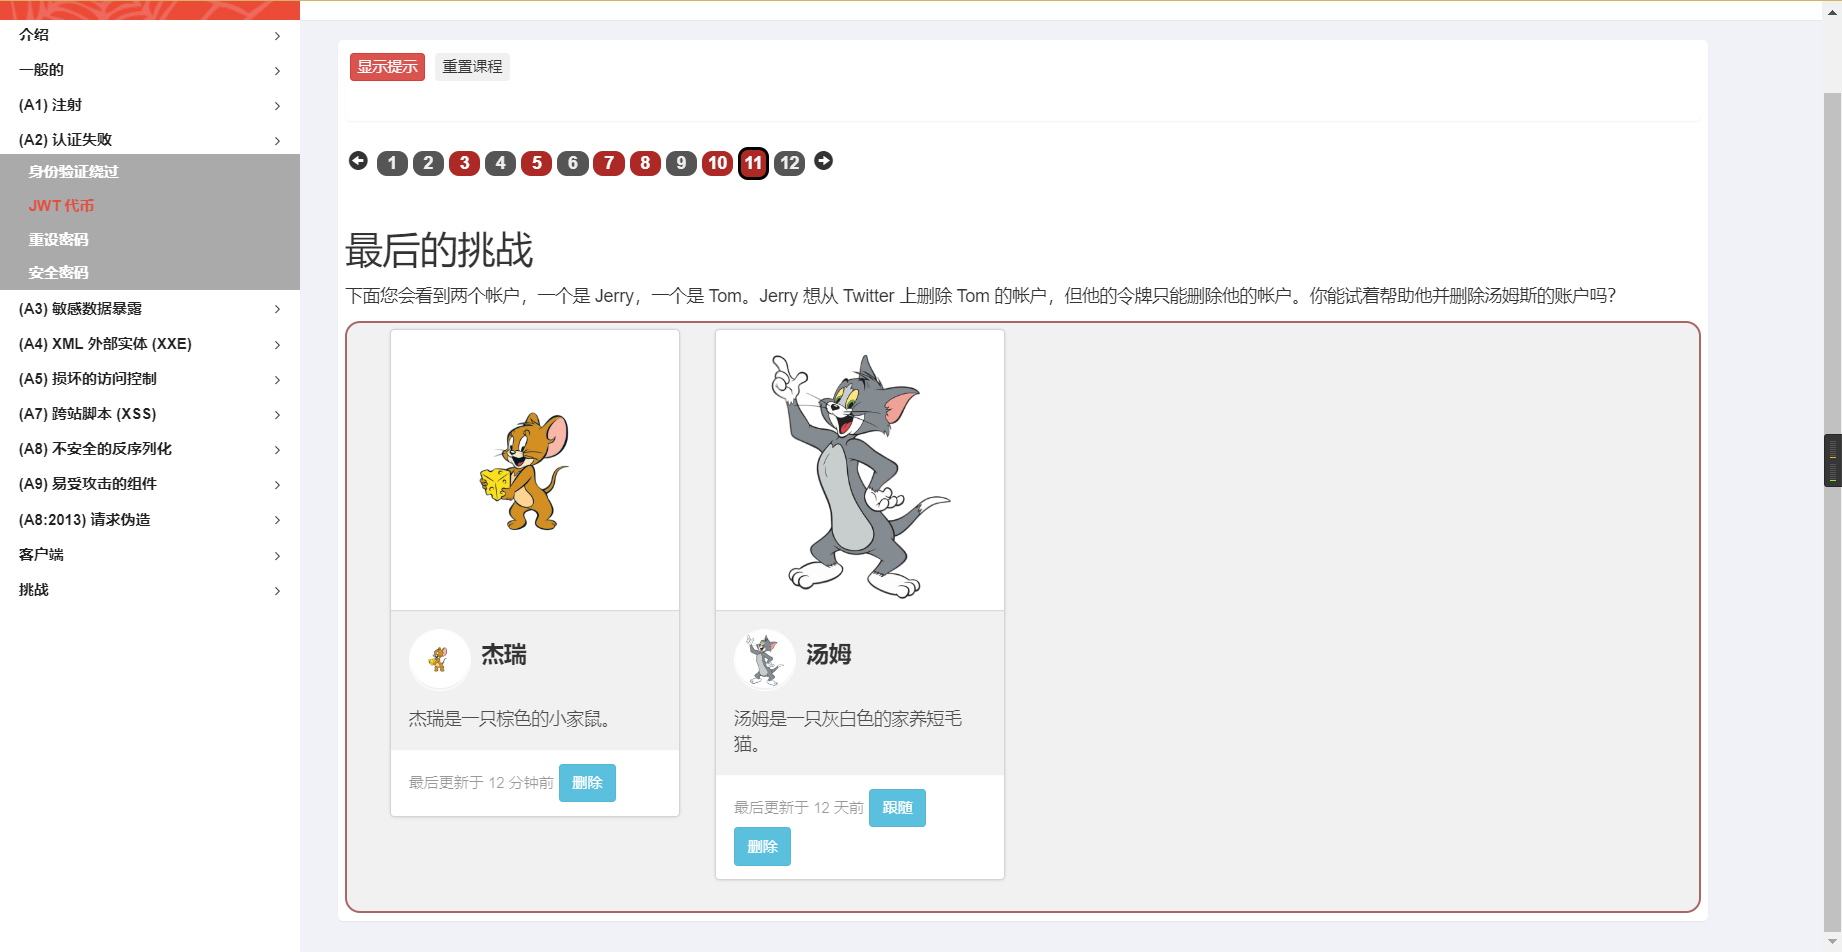 介绍
一般的
(A1) 注射
(A2) 认证失败
身份验证绕过
JWT 代币
重设密码
安全密码
(A3) 敏感数据暴露
(A4) XML 外部实体 (XXE)
(A5) 损坏的访问控制
(A7) 跨站脚本 (XSS)
(A8) 不安全的反序列化
(A9) 易受攻击的组件
(A8:2013) 请求伪造
客户端
挑战
显示提示 重置课程
1 2 3 4 5 6 7 8 9 10 11 12
最后的挑战
下面您会看到两个帐户，一个是 Jerry，一个是 Tom。Jerry 想从 Twitter 上删除 Tom 的帐户，但他的令牌只能删除他的帐户。你能试着帮助他并删除汤姆斯的账户吗？
杰瑞
杰瑞是一只棕色的小家鼠。
最后更新于 12 分钟前 删除
汤姆
汤姆是一只灰白色的家养短毛
猫。
最后更新于 12 天前 跟随
删除